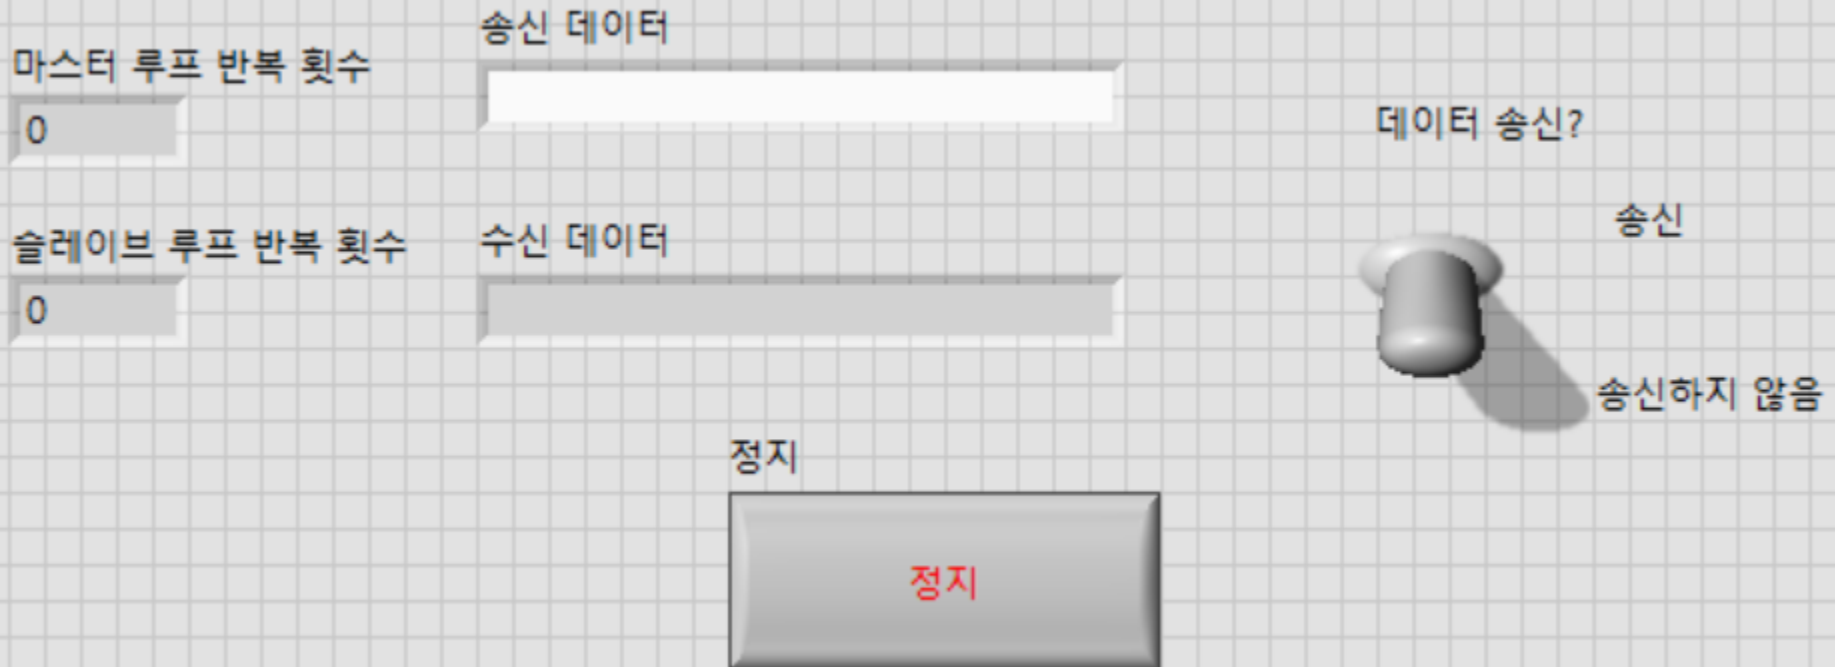 송신 데이터
마스터 루프 반복 횟수
0
데이터 송신?
송신
슬레이브 루프 반복 횟수
수신 데이터
0
송신하지 않음
정지
정지